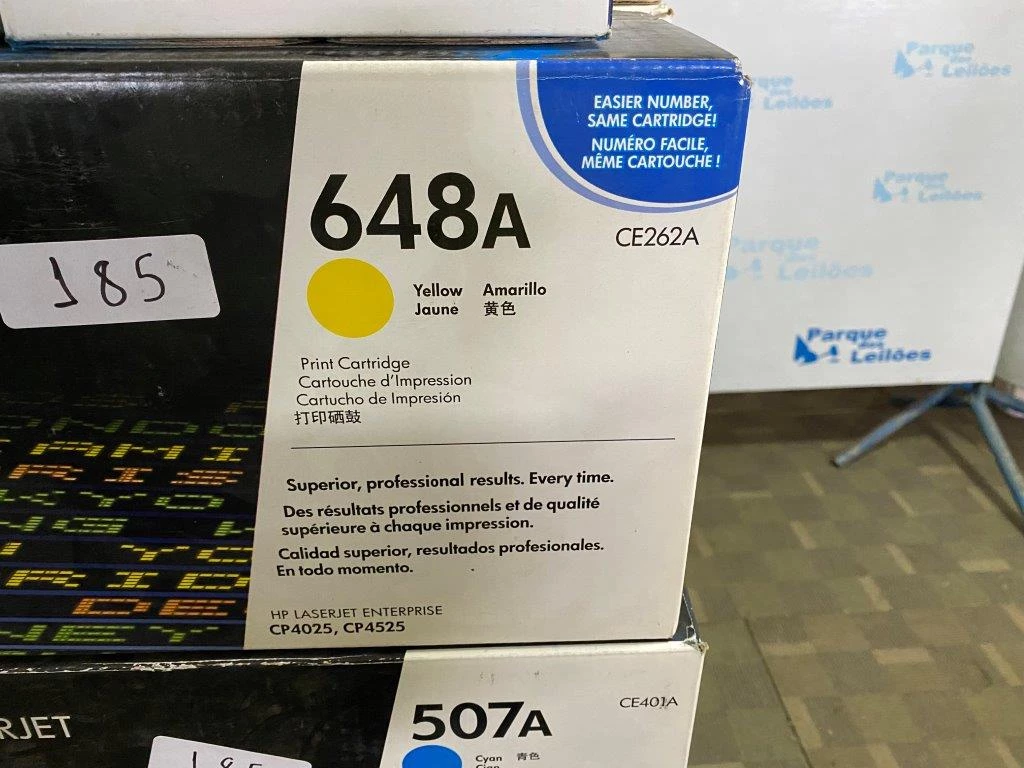 EASIER NUMBER,
SAME CARTRIDGE!
NUMÉRO FACILE,
MÊME CARTOUCHE !
648A
CE262A
Yellow Amarillo
Jaune 黄色
Print Cartridge
Cartouche d'Impression
Cartucho de Impresión
打印硒鼓
Superior, professional results. Every time.
Des résultats professionnels et de qualité
supérieure à chaque impression.
Calidad superior, resultados profesionales.
En todo momento.
HP LASERJET ENTERPRISE
CP4025, CP4525
185
507A
CE401A
Cyan 青色
RJET
Parque
Leilões
Parque
Leilões
Parque
Leilões
Parque
dos
Leilões